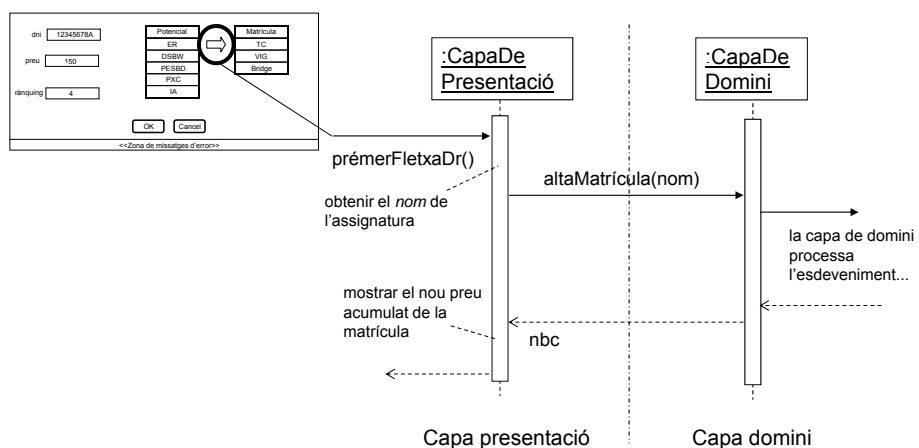 dni 12345678A
preu 150
rànquing 4
Potencial
ER
DSBW
PESBD
PXC
IA
Matrícula
TC
VIG
Bridge
OK Cancel
<<Zona de missatges d'error>>
:CapaDe
Presentació
:CapaDe
Domini
prémerFletxaDr()
obtenir el nom de
l'assignatura
altaMatrícula(nom)
la capa de domini
processa
l'esdeveniment...
mostrar el nou preu
acumulat de la
matrícula
nbc
Capa presentació
Capa domini